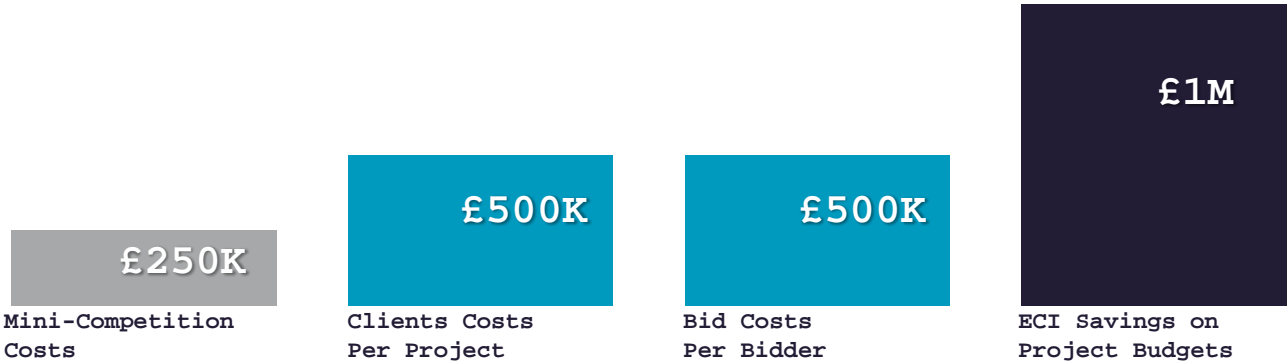 £1M
£500K
£500K
£250K
Mini-Competition
Costs
Clients Costs
Per Project
Bid Costs
Per Bidder
ECI Savings on
Project Budgets